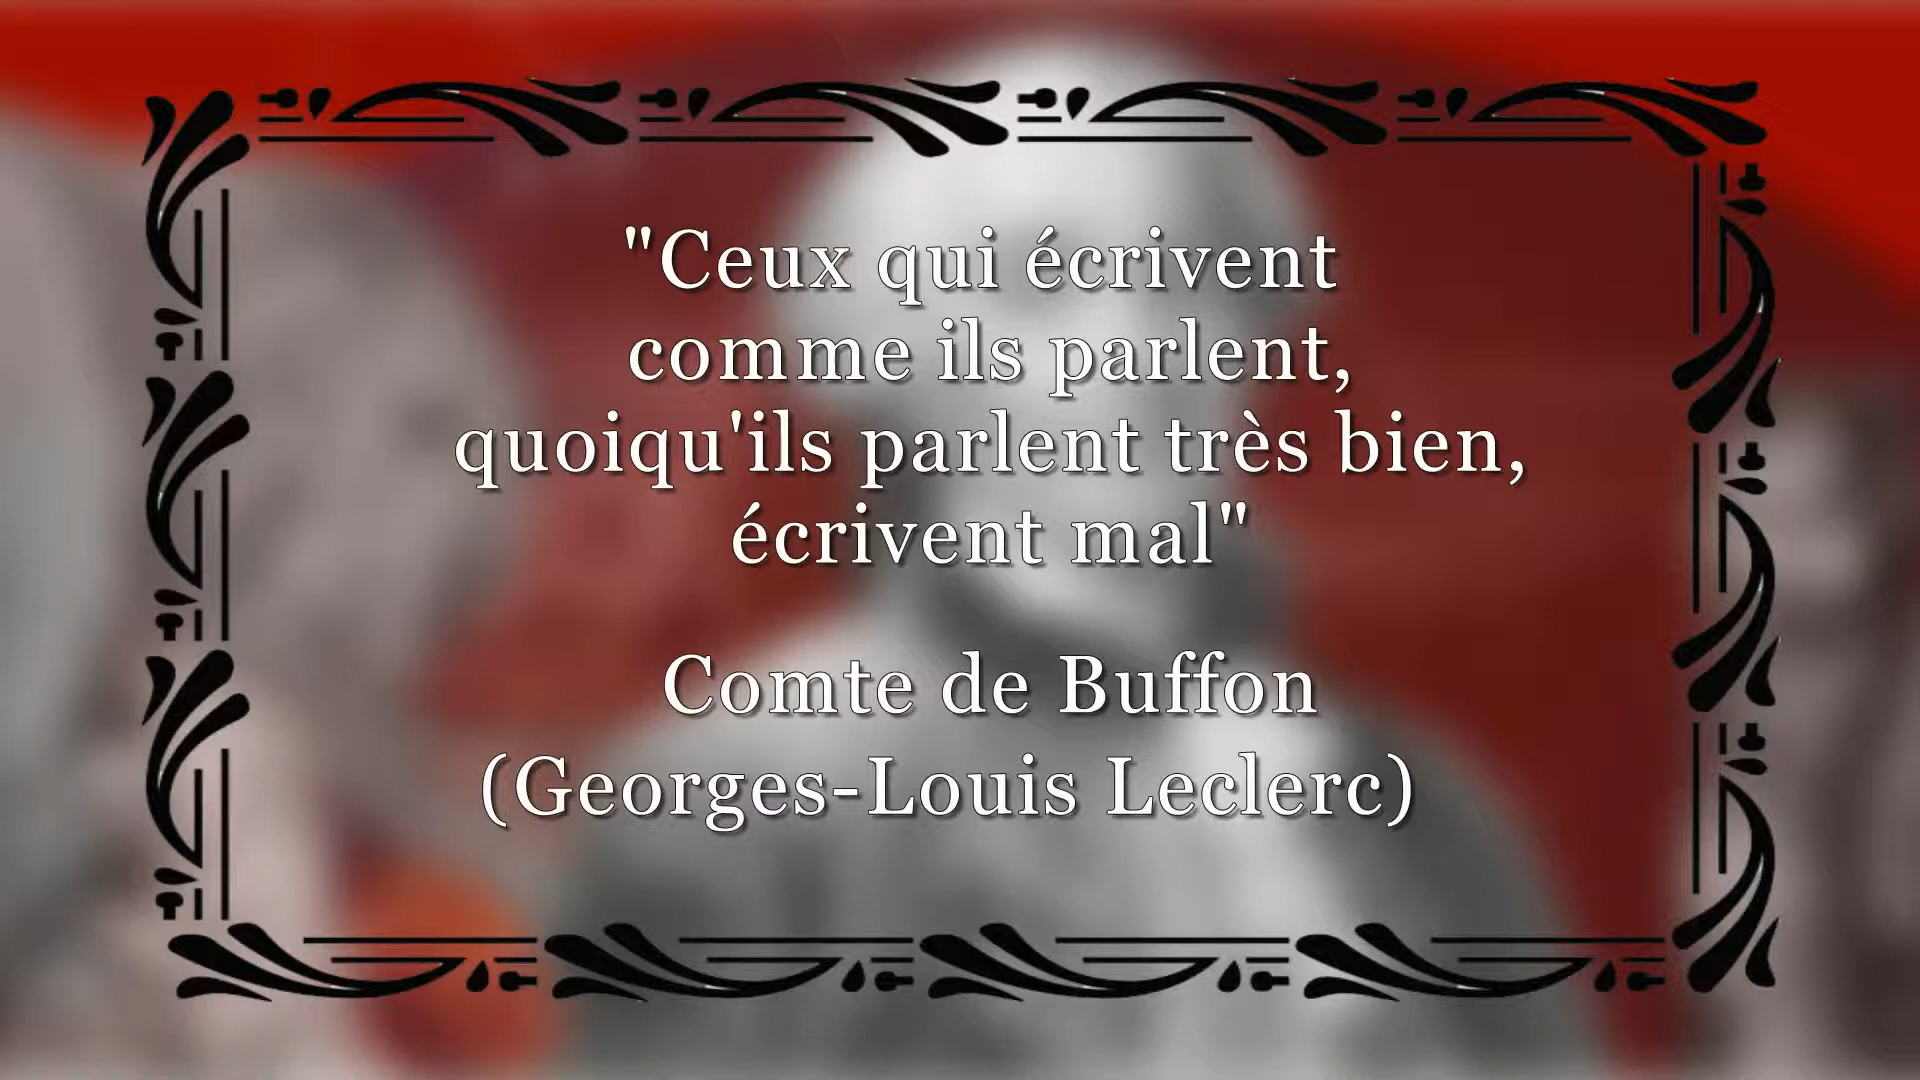 "Ceux qui écrivent
comme ils parlent,
quoiqu'ils parlent très bien,
écrivent mal"
Comte de Buffon
(Georges-Louis Leclerc)